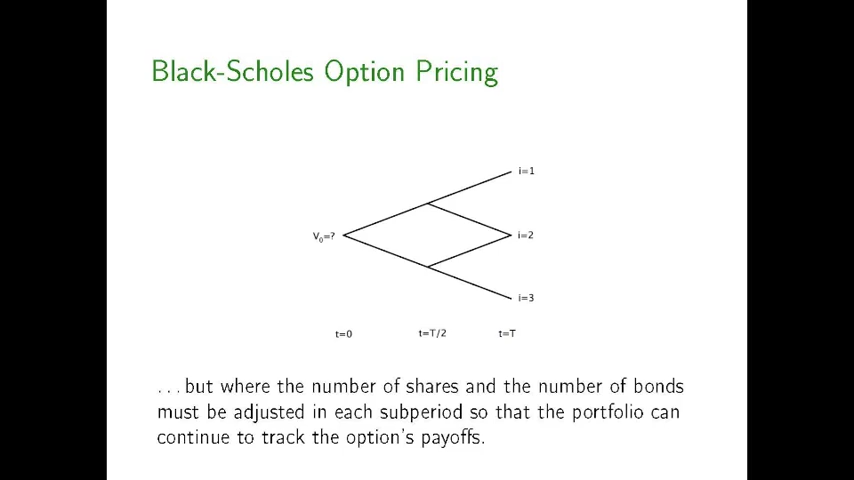 Black-Scholes Option Pricing
i=1
V₀=?
i=2
i=3
t=0 t=T/2 t=T
...but where the number of shares and the number of bonds
must be adjusted in each subperiod so that the portfolio can
continue to track the option's payoffs.